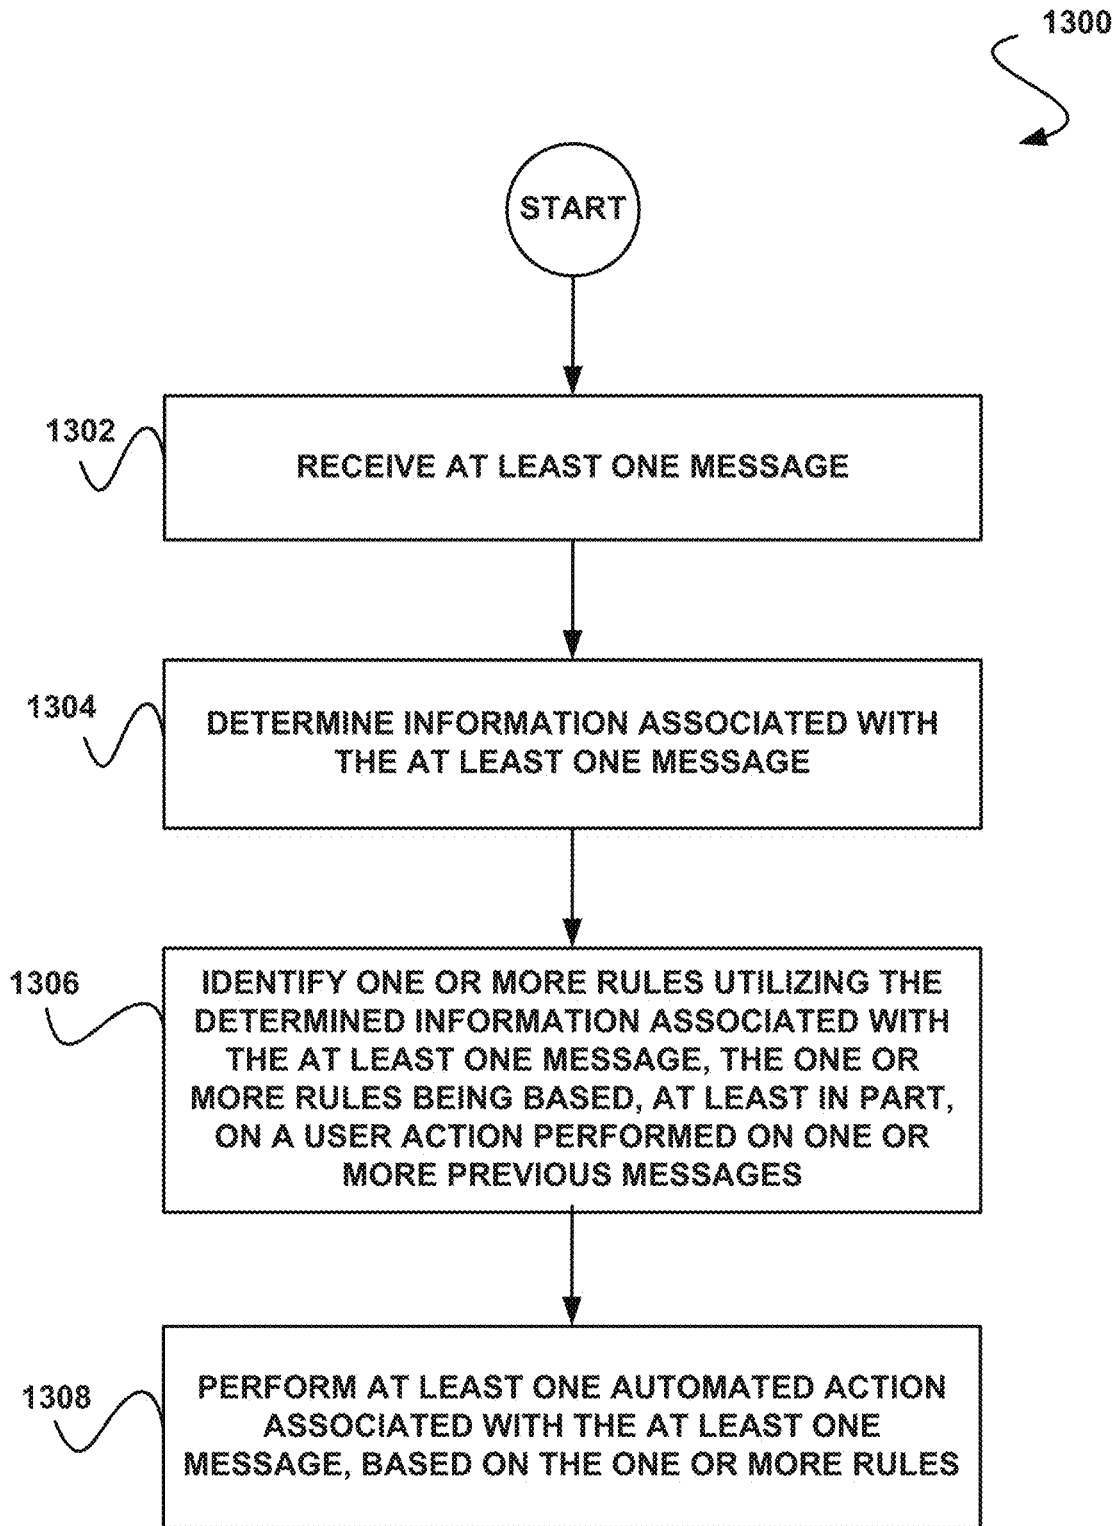 1300
START
1302
RECEIVE AT LEAST ONE MESSAGE
1304
DETERMINE INFORMATION ASSOCIATED WITH
THE AT LEAST ONE MESSAGE
1306
IDENTIFY ONE OR MORE RULES UTILIZING THE
DETERMINED INFORMATION ASSOCIATED WITH
THE AT LEAST ONE MESSAGE, THE ONE OR
MORE RULES BEING BASED, AT LEAST IN PART,
ON A USER ACTION PERFORMED ON ONE OR
MORE PREVIOUS MESSAGES
1308
PERFORM AT LEAST ONE AUTOMATED ACTION
ASSOCIATED WITH THE AT LEAST ONE
MESSAGE, BASED ON THE ONE OR MORE RULES